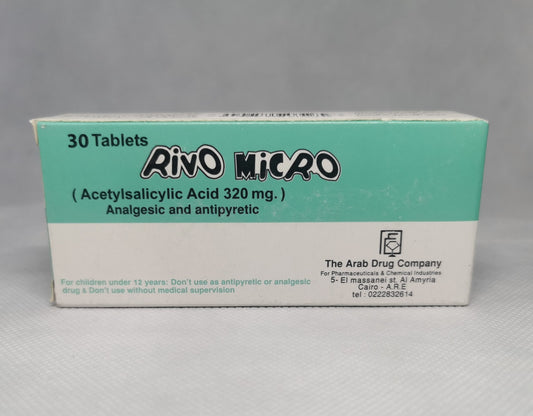 30 Tablets
RIVO MICRO
( Acetylsalicylic Acid 320 mg. )
Analgesic and antipyretic
For children under 12 years: Don't use as antipyretic or analgesic
drug & Don't use without medical supervision
The Arab Drug Company
For Pharmaceuticals & Chemical Industries
5- El massanei st. Al Amyria
Cairo - A.R.E
tel : 0222832614